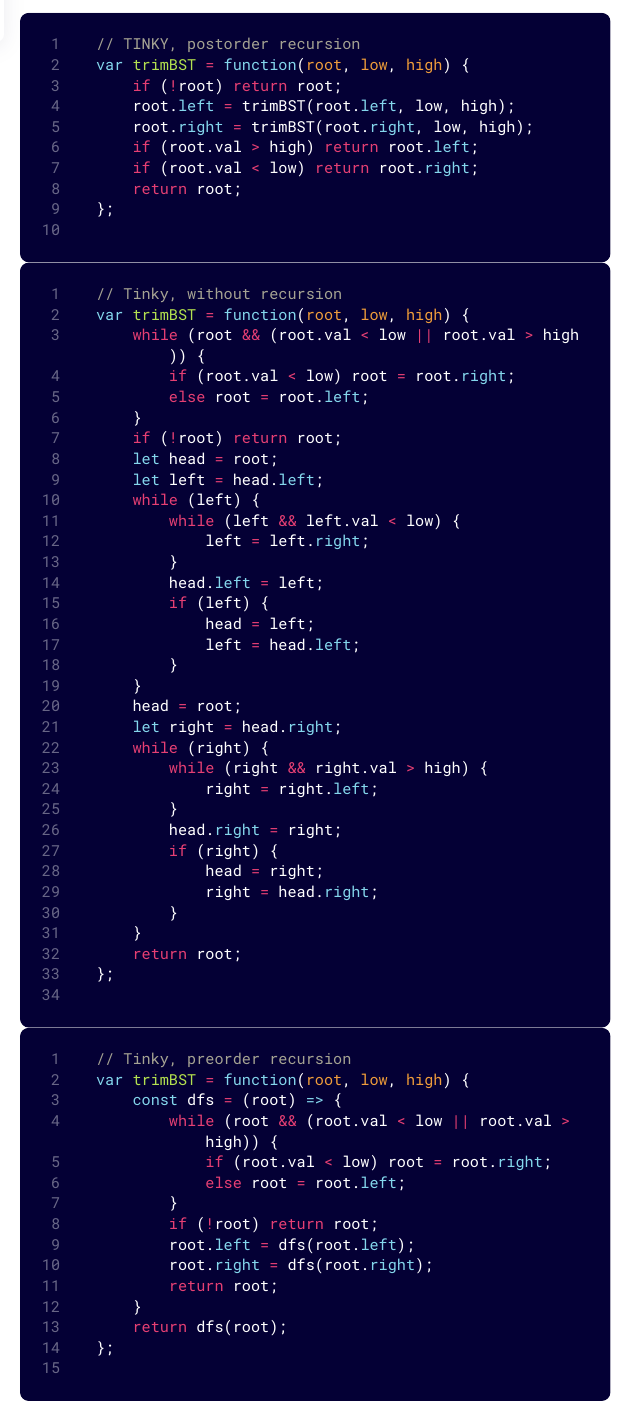 1 // TINKY, postorder recursion
2 var trimBST = function(root, low, high) {
3     if (!root) return root;
4     root.left = trimBST(root.left, low, high);
5     root.right = trimBST(root.right, low, high);
6     if (root.val > high) return root.left;
7     if (root.val < low) return root.right;
8     return root;
9 };
10
1 // Tinky, without recursion
2 var trimBST = function(root, low, high) {
3     while (root && (root.val < low || root.val > high
        )) {
4         if (root.val < low) root = root.right;
5         else root = root.left;
6     }
7     if (!root) return root;
8     let head = root;
9     let left = head.left;
10     while (left) {
11         while (left && left.val < low) {
12             left = left.right;
13         }
14         head.left = left;
15         if (left) {
16             head = left;
17             left = head.left;
18         }
19     }
20     head = root;
21     let right = head.right;
22     while (right) {
23         while (right && right.val > high) {
24             right = right.left;
25         }
26         head.right = right;
27         if (right) {
28             head = right;
29             right = head.right;
30         }
31     }
32     return root;
33 };
34
1 // Tinky, preorder recursion
2 var trimBST = function(root, low, high) {
3     const dfs = (root) => {
4         while (root && (root.val < low || root.val >
            high)) {
5             if (root.val < low) root = root.right;
6             else root = root.left;
7         }
8         if (!root) return root;
9         root.left = dfs(root.left);
10         root.right = dfs(root.right);
11         return root;
12     }
13     return dfs(root);
14 };
15